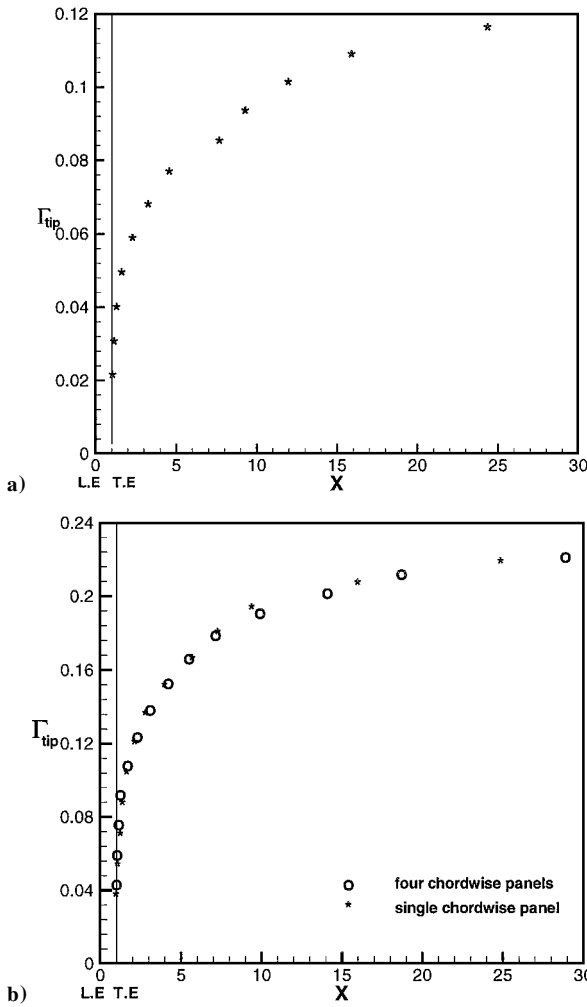 0.12
0.1
0.08
Γtip
0.06
0.04
0.02
0
0 5 10 15 20 25 30
L.E T.E X
a)
0.24
0.2
0.16
Γtip
0.12
0.08
four chordwise panels
single chordwise panel
0.04
0
0 5 10 15 20 25 30
L.E T.E X
b)